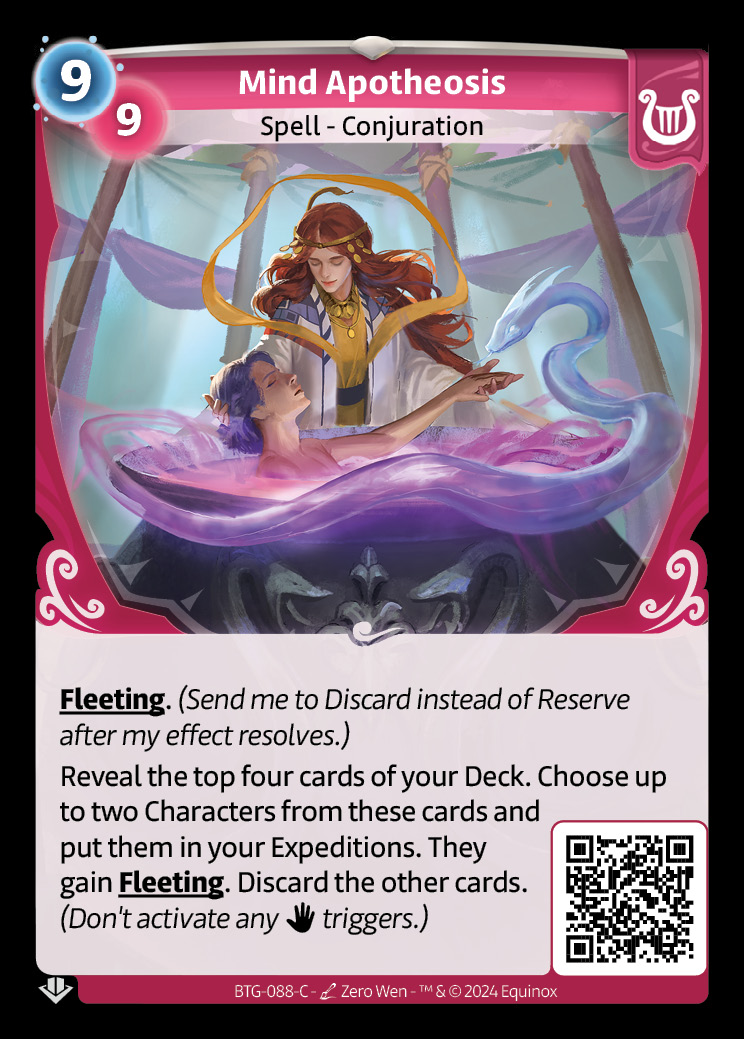 9
Mind Apotheosis
9
Spell - Conjuration
Fleeting. (Send me to Discard instead of Reserve
after my effect resolves.)
Reveal the top four cards of your Deck. Choose up
to two Characters from these cards and
put them in your Expeditions. They
gain Fleeting. Discard the other cards.
(Don't activate any triggers.)
BTG-088-C - Zero Wen - ™ & © 2024 Equinox